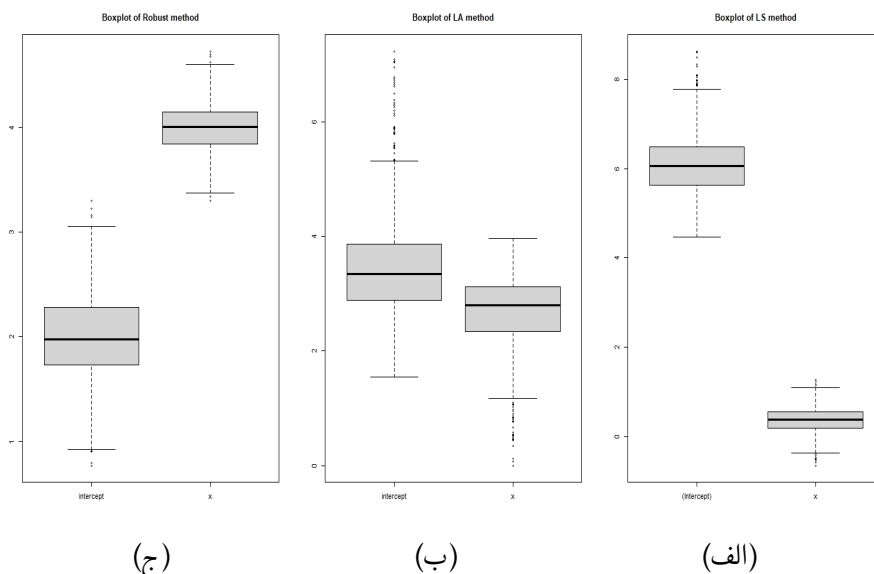 Boxplot of Robust method
4
3
2
1
intercept x
(ج)
Boxplot of LA method
6
4
2
0
intercept x
(ب)
Boxplot of LS method
8
6
4
2
0
(Intercept) x
(الف)